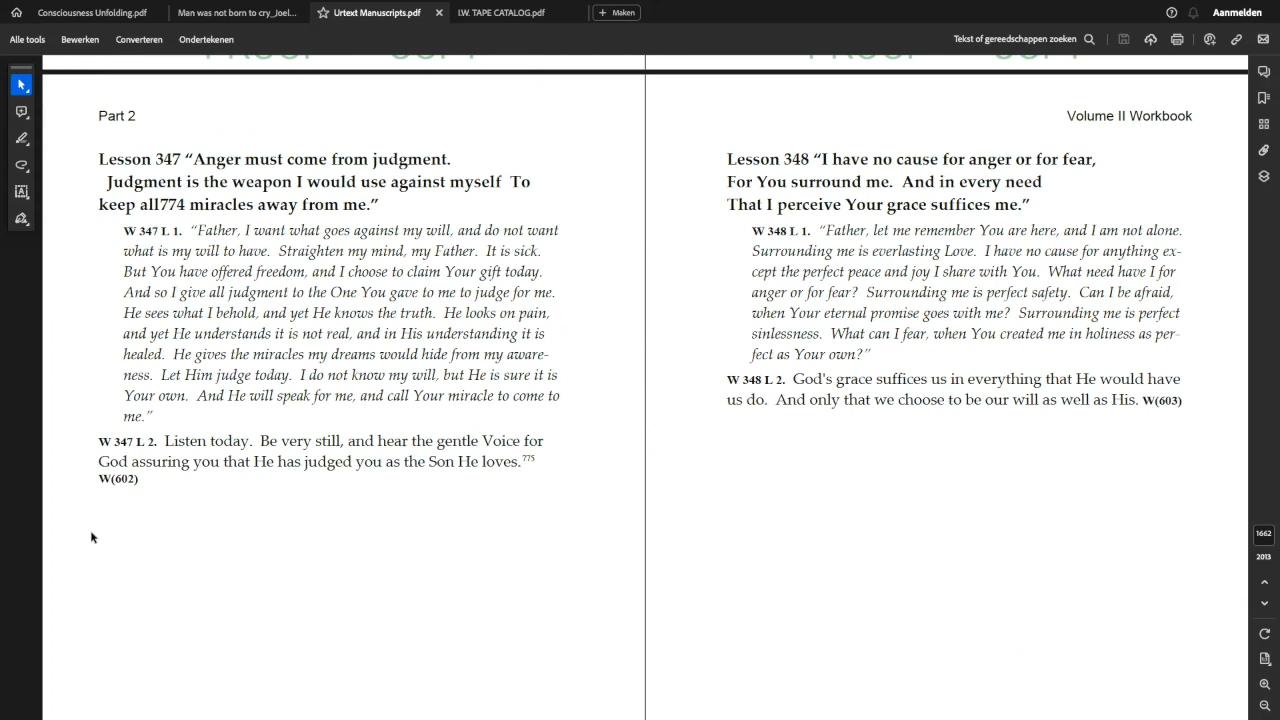 Consciousness Unfolding.pdf
Man was not born to cry_Joel...
Urtext Manuscripts.pdf
I.W. TAPE CATALOG.pdf
+ Maken
Aanmelden
Alle tools
Bewerken
Converteren
Ondertekenen
Tekst of gereedschappen zoeken
Part 2
Lesson 347 “Anger must come from judgment.
Judgment is the weapon I would use against myself To
keep all1774 miracles away from me.”
W 347 L 1. “Father, I want what goes against my will, and do not want
what is my will to have. Straighten my mind, my Father. It is sick.
But You have offered freedom, and I choose to claim Your gift today.
And so I give all judgment to the One You gave to me to judge for me.
He sees what I behold, and yet He knows the truth. He looks on pain,
and yet He understands it is not real, and in His understanding it is
healed. He gives the miracles my dreams would hide from my aware-
ness. Let Him judge today. I do not know my will, but He is sure it is
Your own. And He will speak for me, and call Your miracle to come to
me.”
W 347 L 2. Listen today. Be very still, and hear the gentle Voice for
God assuring you that He has judged you as the Son He loves.775
W(602)
Volume II Workbook
Lesson 348 “I have no cause for anger or for fear,
For You surround me. And in every need
That I perceive Your grace suffices me.”
W 348 L 1. “Father, let me remember You are here, and I am not alone.
Surrounding me is everlasting Love. I have no cause for anything ex-
cept the perfect peace and joy I share with You. What need have I for
anger or for fear? Surrounding me is perfect safety. Can I be afraid,
when Your eternal promise goes with me? Surrounding me is perfect
sinlessness. What can I fear, when You created me in holiness as per-
fect as Your own?”
W 348 L 2. God's grace suffices us in everything that He would have
us do. And only that we choose to be our will as well as His. W(603)
1662
2013